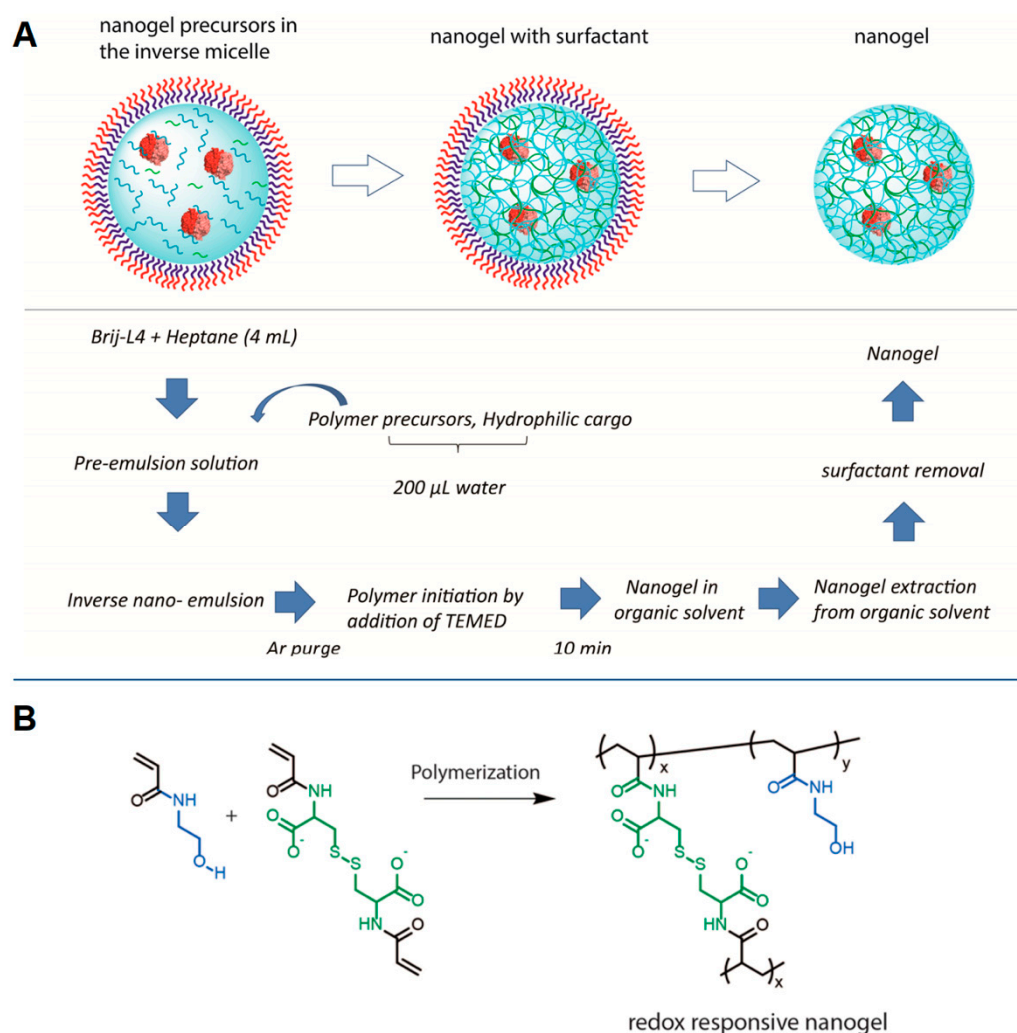 A
nanogel precursors in
the inverse micelle
nanogel with surfactant
nanogel
Brij-L4 + Heptane (4 mL)
Polymer precursors, Hydrophilic cargo
Pre-emulsion solution
200 µL water
Nanogel
surfactant removal
Inverse nano- emulsion
Ar purge
Polymer initiation by
addition of TEMED
10 min
Nanogel in
organic solvent
Nanogel extraction
from organic solvent
B
O
NH
O
H
+
O
NH
O
O-
S
S
O-
O
HN
O
Polymerization
x
y
O
NH
O
O-
S
S
O-
O
HN
O
x
O
NH
OH
redox responsive nanogel